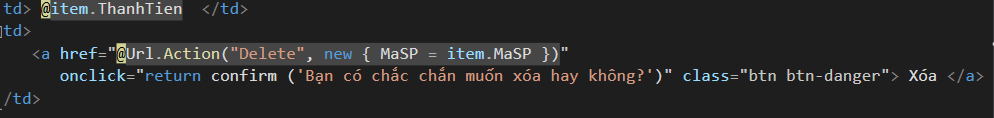 td> @item.ThanhTien </td>
td>
<a href="@Url.Action("Delete", new { MaSP = item.MaSP })"
onclick="return confirm ('Bạn có chắc chắn muốn xóa hay không?')" class="btn btn-danger"> Xóa </a>
/td>